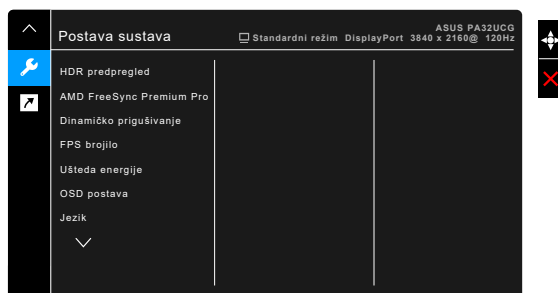 ASUS PA32UCG
Postava sustava
Standardni režim DisplayPort 3840 x 2160@ 120Hz
HDR predpregled
AMD FreeSync Premium Pro
Dinamičko prigušivanje
FPS brojilo
Ušteda energije
OSD postava
Jezik